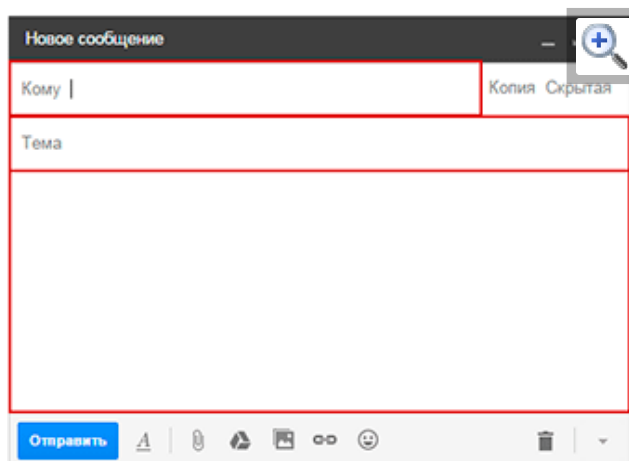 Новое сообщение
Кому
Копия Скрытая
Тема
Отправить A